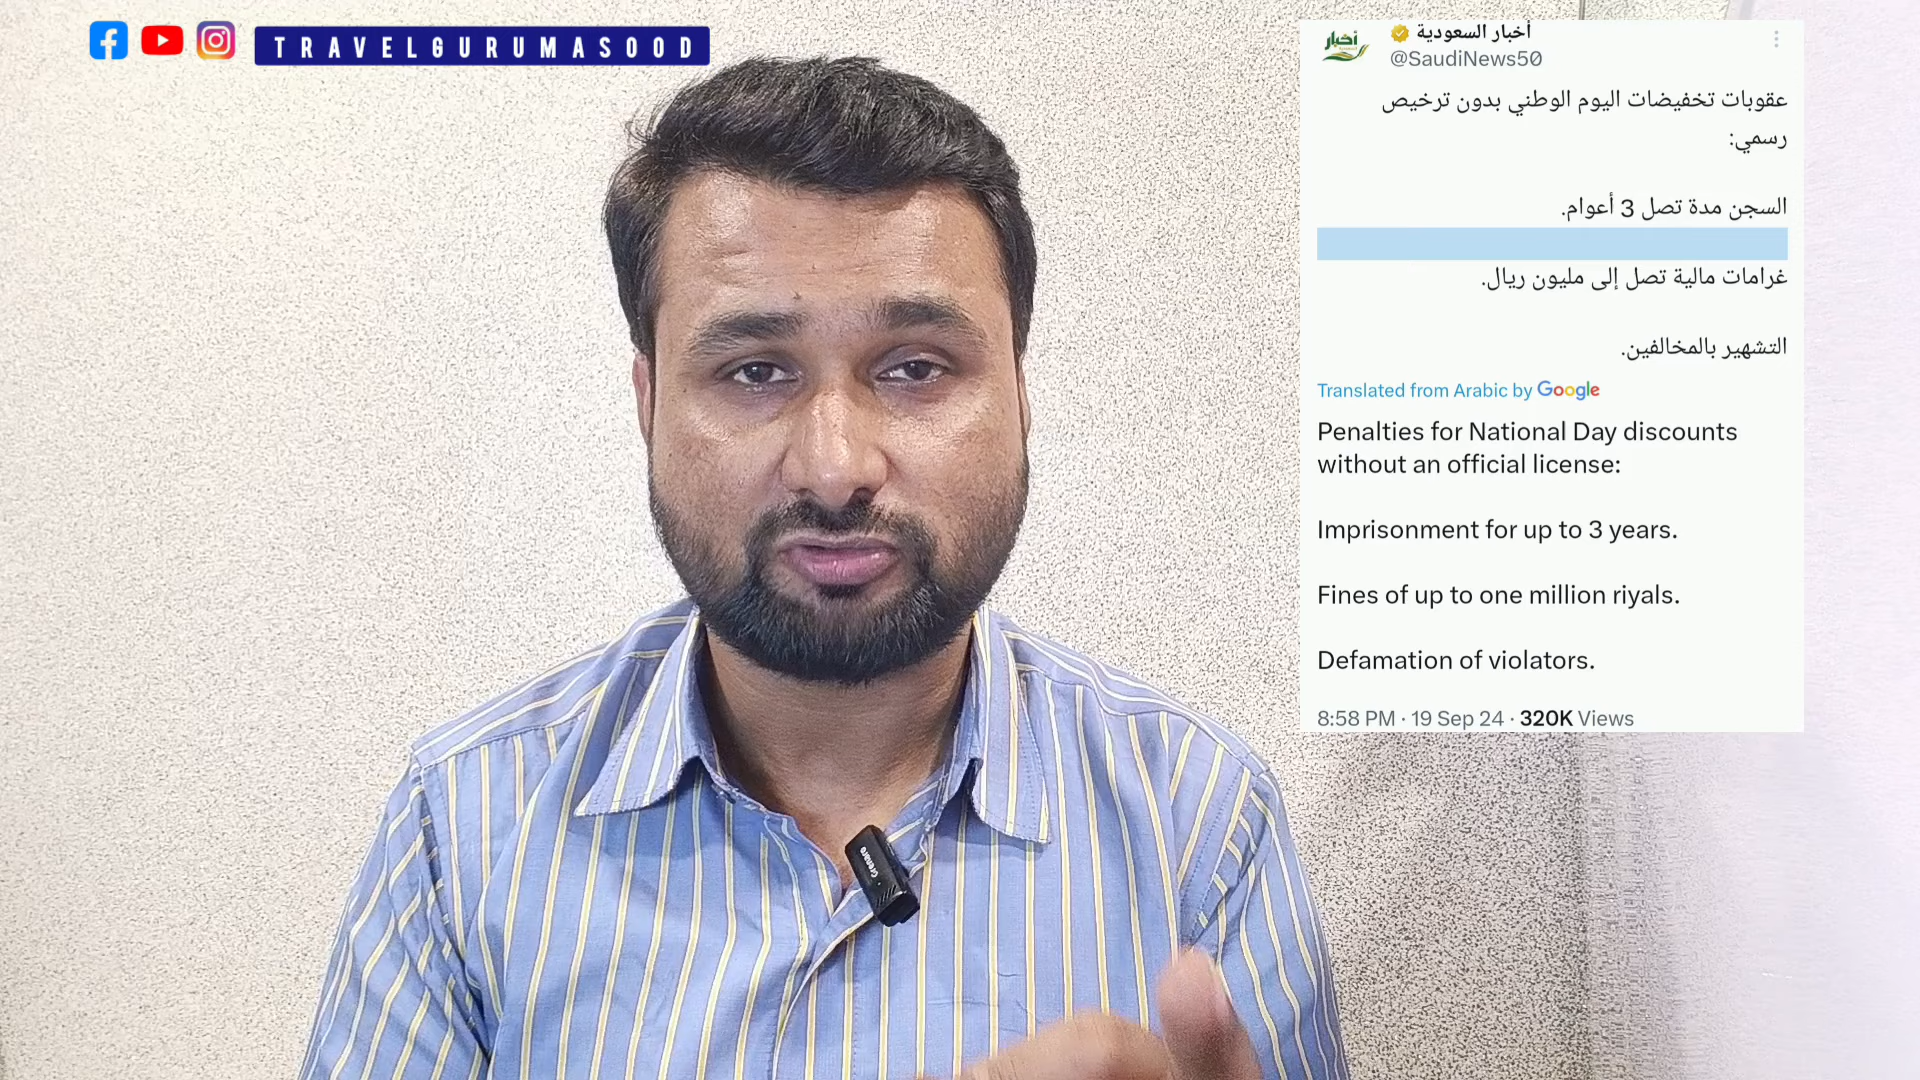 TRAVELGURUMASOOD
أخبار
أخبار السعودية
@SaudiNews50
عقوبات تخفيضات اليوم الوطني بدون ترخيص
رسمي:
السجن مدة تصل 3 أعوام.
غرامات مالية تصل إلى مليون ريال.
التشهير بالمخالفين.
Translated from Arabic by Google
Penalties for National Day discounts
without an official license:
Imprisonment for up to 3 years.
Fines of up to one million riyals.
Defamation of violators.
8:58 PM · 19 Sep 24 · 320K Views
Grenaro